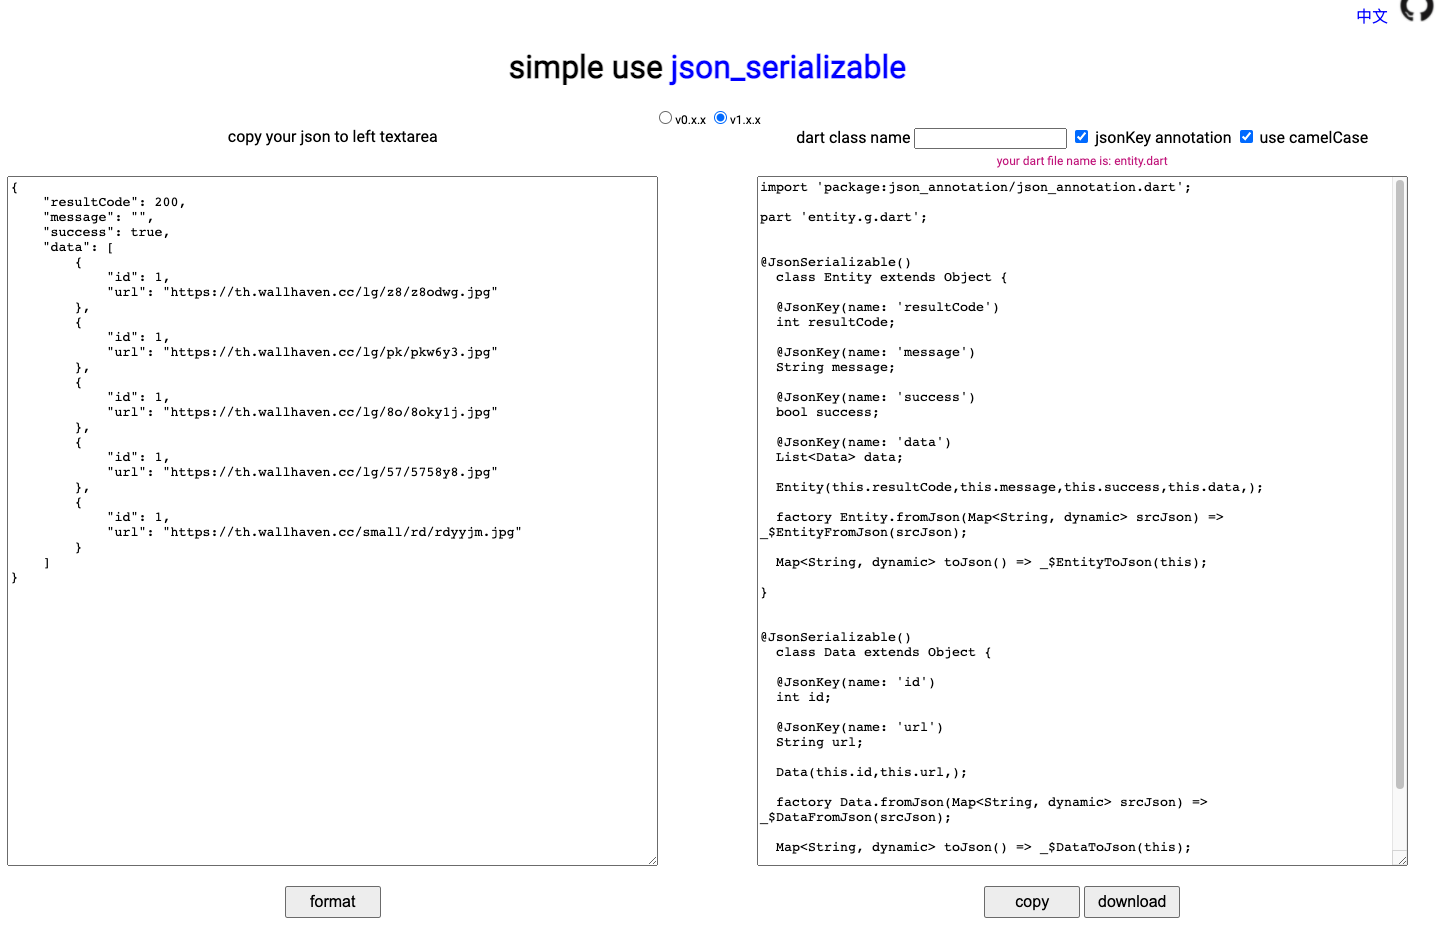 中文
simple use json_serializable
v0.x.x v1.x.x
copy your json to left textarea
dart class name jsonKey annotation use camelCase
your dart file name is: entity.dart
{
    "resultCode": 200,
    "message": "",
    "success": true,
    "data": [
        {
            "id": 1,
            "url": "https://th.wallhaven.cc/lg/z8/z8odwg.jpg"
        },
        {
            "id": 1,
            "url": "https://th.wallhaven.cc/lg/pk/pkw6y3.jpg"
        },
        {
            "id": 1,
            "url": "https://th.wallhaven.cc/lg/8o/8oky1j.jpg"
        },
        {
            "id": 1,
            "url": "https://th.wallhaven.cc/lg/57/5758y8.jpg"
        },
        {
            "id": 1,
            "url": "https://th.wallhaven.cc/small/rd/rdyyjm.jpg"
        }
    ]
}
format
import 'package:json_annotation/json_annotation.dart';
part 'entity.g.dart';
@JsonSerializable()
  class Entity extends Object {
  @JsonKey(name: 'resultCode')
  int resultCode;
  @JsonKey(name: 'message')
  String message;
  @JsonKey(name: 'success')
  bool success;
  @JsonKey(name: 'data')
  List<Data> data;
  Entity(this.resultCode,this.message,this.success,this.data,);
  factory Entity.fromJson(Map<String, dynamic> srcJson) =>
_$EntityFromJson(srcJson);
  Map<String, dynamic> toJson() => _$EntityToJson(this);
}
@JsonSerializable()
  class Data extends Object {
  @JsonKey(name: 'id')
  int id;
  @JsonKey(name: 'url')
  String url;
  Data(this.id,this.url,);
  factory Data.fromJson(Map<String, dynamic> srcJson) =>
_$DataFromJson(srcJson);
  Map<String, dynamic> toJson() => _$DataToJson(this);
copy download